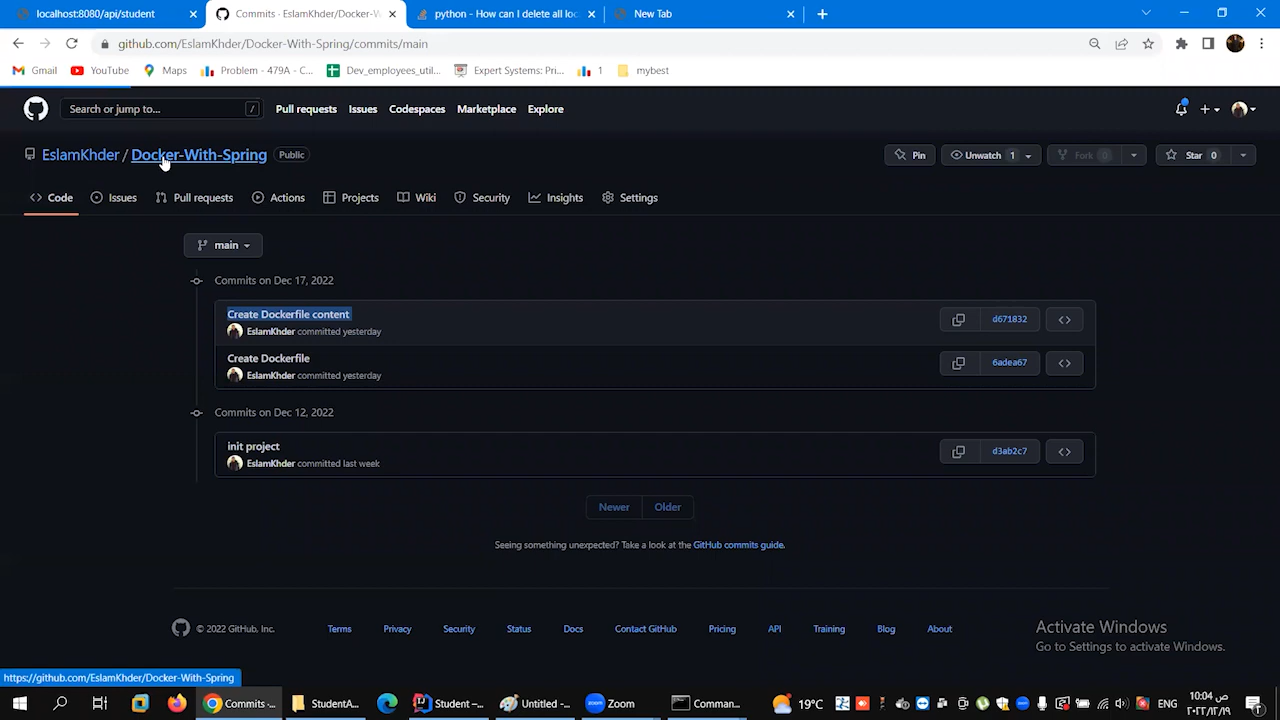 localhost:8080/api/student
Commits · EslamKhder/Docker-W
python - How can I delete all loc
New Tab
github.com/EslamKhder/Docker-With-Spring/commits/main
Gmail
YouTube
Maps
Problem - 479A - C...
Dev_employees_util...
Expert Systems: Pri...
1
mybest
Search or jump to...
/
Pull requests
Issues
Codespaces
Marketplace
Explore
EslamKhder / Docker-With-Spring
Public
Pin
Unwatch 1
Fork 0
Star 0
Code
Issues
Pull requests
Actions
Projects
Wiki
Security
Insights
Settings
main
Commits on Dec 17, 2022
Create Dockerfile content
EslamKhder committed yesterday
d671832
Create Dockerfile
EslamKhder committed yesterday
6adea67
Commits on Dec 12, 2022
init project
EslamKhder committed last week
d3ab2c7
Newer
Older
Seeing something unexpected? Take a look at the GitHub commits guide.
© 2022 GitHub, Inc.
Terms
Privacy
Security
Status
Docs
Contact GitHub
Pricing
API
Training
Blog
About
Activate Windows
Go to Settings to activate Windows.
https://github.com/EslamKhder/Docker-With-Spring
Commits -...
StudentA...
Student –...
Untitled -...
Zoom
Comman...
19°C
ENG
10:04 ص
٢٠٢٢/١٢/١٩